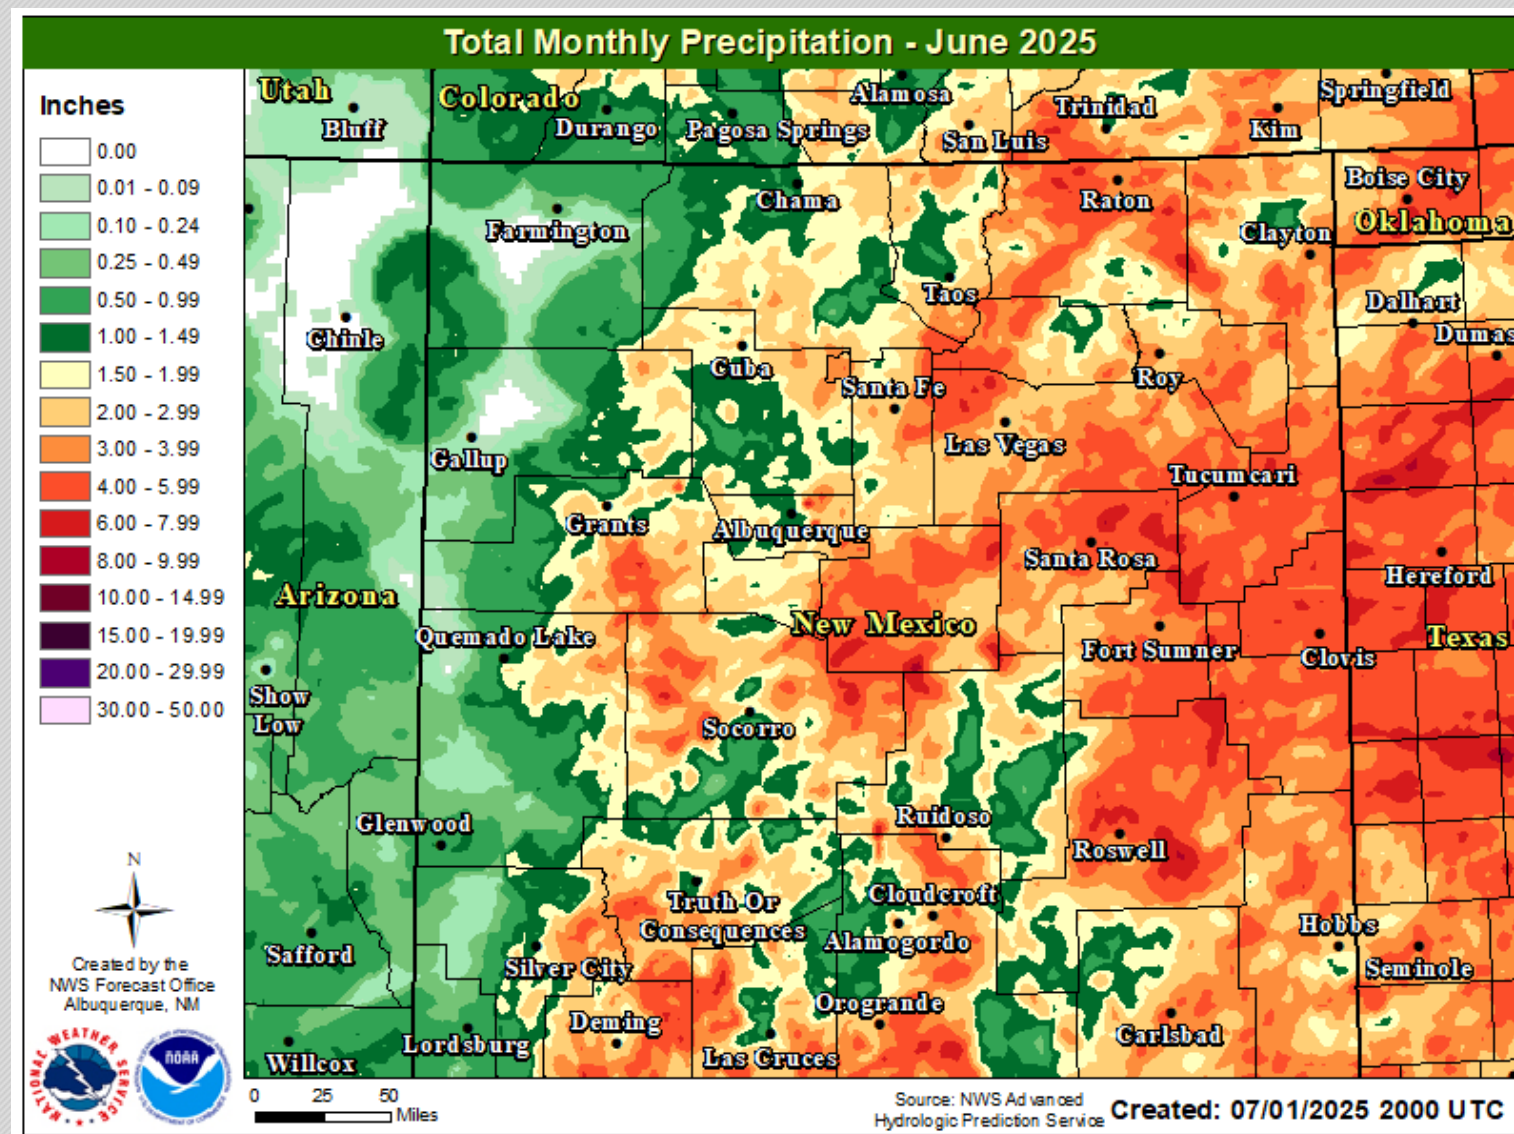 Total Monthly Precipitation - June 2025
Inches
0.00
0.01 - 0.09
0.10 - 0.24
0.25 - 0.49
0.50 - 0.99
1.00 - 1.49
1.50 - 1.99
2.00 - 2.99
3.00 - 3.99
4.00 - 5.99
6.00 - 7.99
8.00 - 9.99
10.00 - 14.99
15.00 - 19.99
20.00 - 29.99
30.00 - 50.00
Utah
Colorado
Alamosa
Springfield
Bluff
Durango
Pagosa Springs
San Luis
Trinidad
Kim
Chama
Raton
Boise City
Farmington
Clayton
Oklahoma
Taos
Dalhart
Chinle
Dumas
Cuba
Santa Fe
Roy
Gallup
Las Vegas
Tucumcari
Grants
Albuquerque
Santa Rosa
Hereford
Arizona
Quemado Lake
New Mexico
Fort Sumner
Clovis
Texas
Show
Low
Socorro
Glenwood
Ruidoso
Roswell
Truth Or
Consequences
Cloudcroft
Alamogordo
Hobbs
Safford
Silver City
Seminole
Deming
Orogrande
Carlsbad
Willcox
Lordsburg
Las Cruces
N
Created by the
NWS Forecast Office
Albuquerque, NM
NATIONAL WEATHER SERVICE
NOAA
0 25 50
Miles
Source: NWS Advanced
Hydrologic Prediction Service
Created: 07/01/2025 2000 UTC